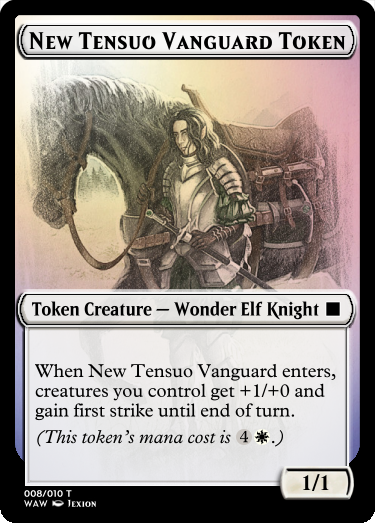 New Tensuo Vanguard Token
Token Creature — Wonder Elf Knight
When New Tensuo Vanguard enters,
creatures you control get +1/+0 and
gain first strike until end of turn.
(This token's mana cost is 4.)
1/1
008/010 T
WAW Iexion